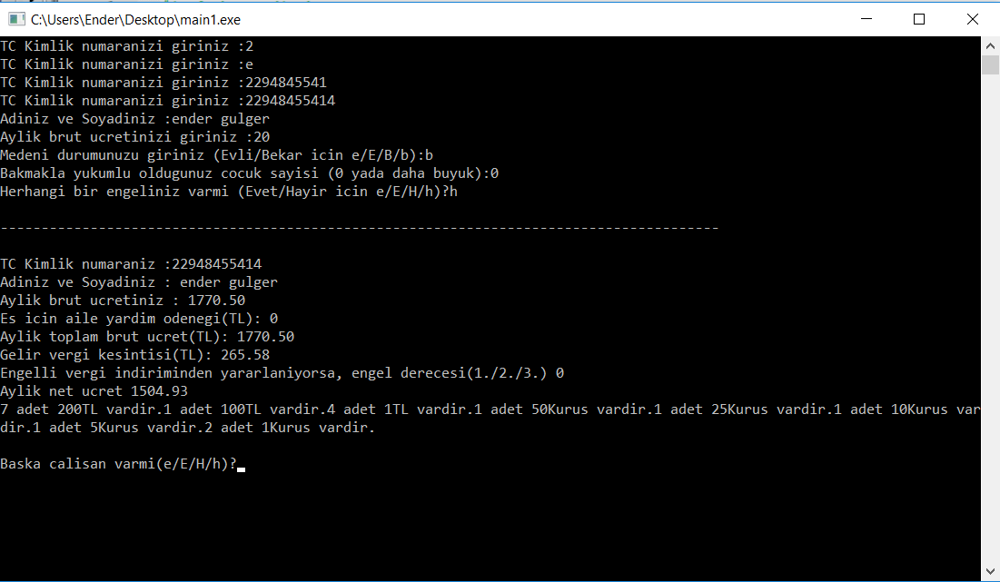 C:\Users\Ender\Desktop\main1.exe
TC Kimlik numaranizi giriniz :2
TC Kimlik numaranizi giriniz :e
TC Kimlik numaranizi giriniz :2294845541
TC Kimlik numaranizi giriniz :22948455414
Adiniz ve Soyadiniz :ender gulger
Aylik brut ucretinizi giriniz :20
Medeni durumunuzu giriniz (Evli/Bekar icin e/E/B/b):b
Bakmakla yukumlu oldugunuz cocuk sayisi (0 yada daha buyuk):0
Herhangi bir engeliniz varmi (Evet/Hayir icin e/E/H/h)?h
----------------------------------------------------------------------------------------
TC Kimlik numaraniz :22948455414
Adiniz ve Soyadiniz : ender gulger
Aylik brut ucretiniz : 1770.50
Es icin aile yardim odenegi(TL): 0
Aylik toplam brut ucret(TL): 1770.50
Gelir vergi kesintisi(TL): 265.58
Engelli vergi indiriminden yararlaniyorsa, engel derecesi(1./2./3.) 0
Aylik net ucret 1504.93
7 adet 200TL vardir.1 adet 100TL vardir.4 adet 1TL vardir.1 adet 50Kurus vardir.1 adet 25Kurus vardir.1 adet 10Kurus var
dir.1 adet 5Kurus vardir.2 adet 1Kurus vardir.
Baska calisan varmi(e/E/H/h)?